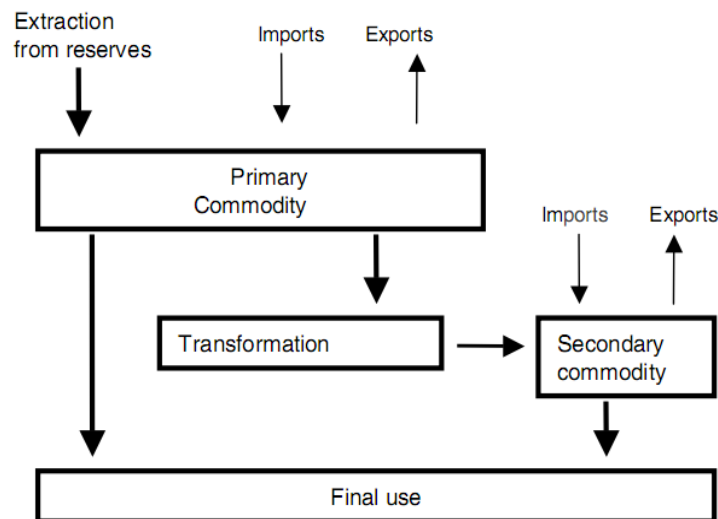 Extraction
from reserves
Imports
Exports
Primary
Commodity
Imports
Exports
Transformation
Secondary
commodity
Final use